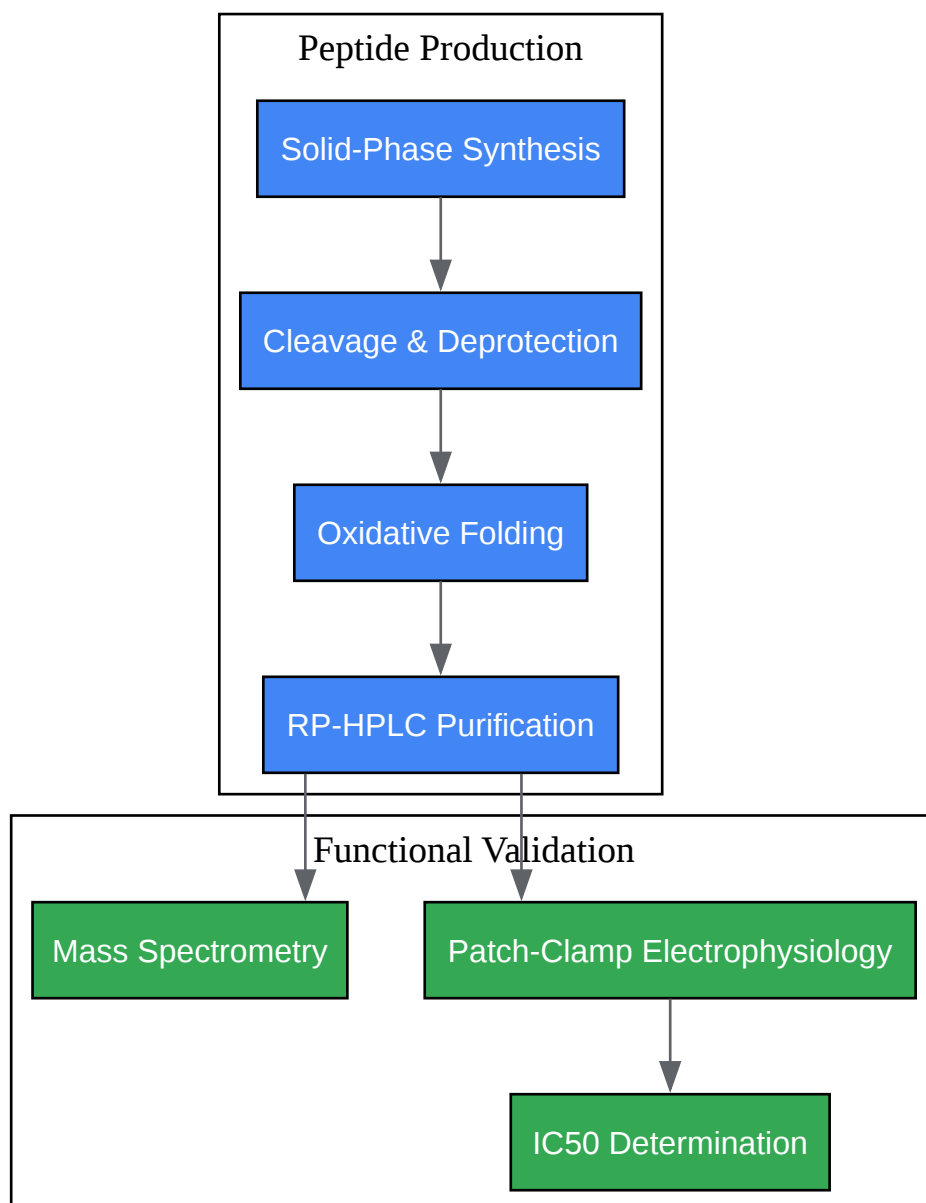 Peptide Production
Solid-Phase Synthesis
Cleavage & Deprotection
Oxidative Folding
RP-HPLC Purification
Functional Validation
Mass Spectrometry
Patch-Clamp Electrophysiology
IC50 Determination